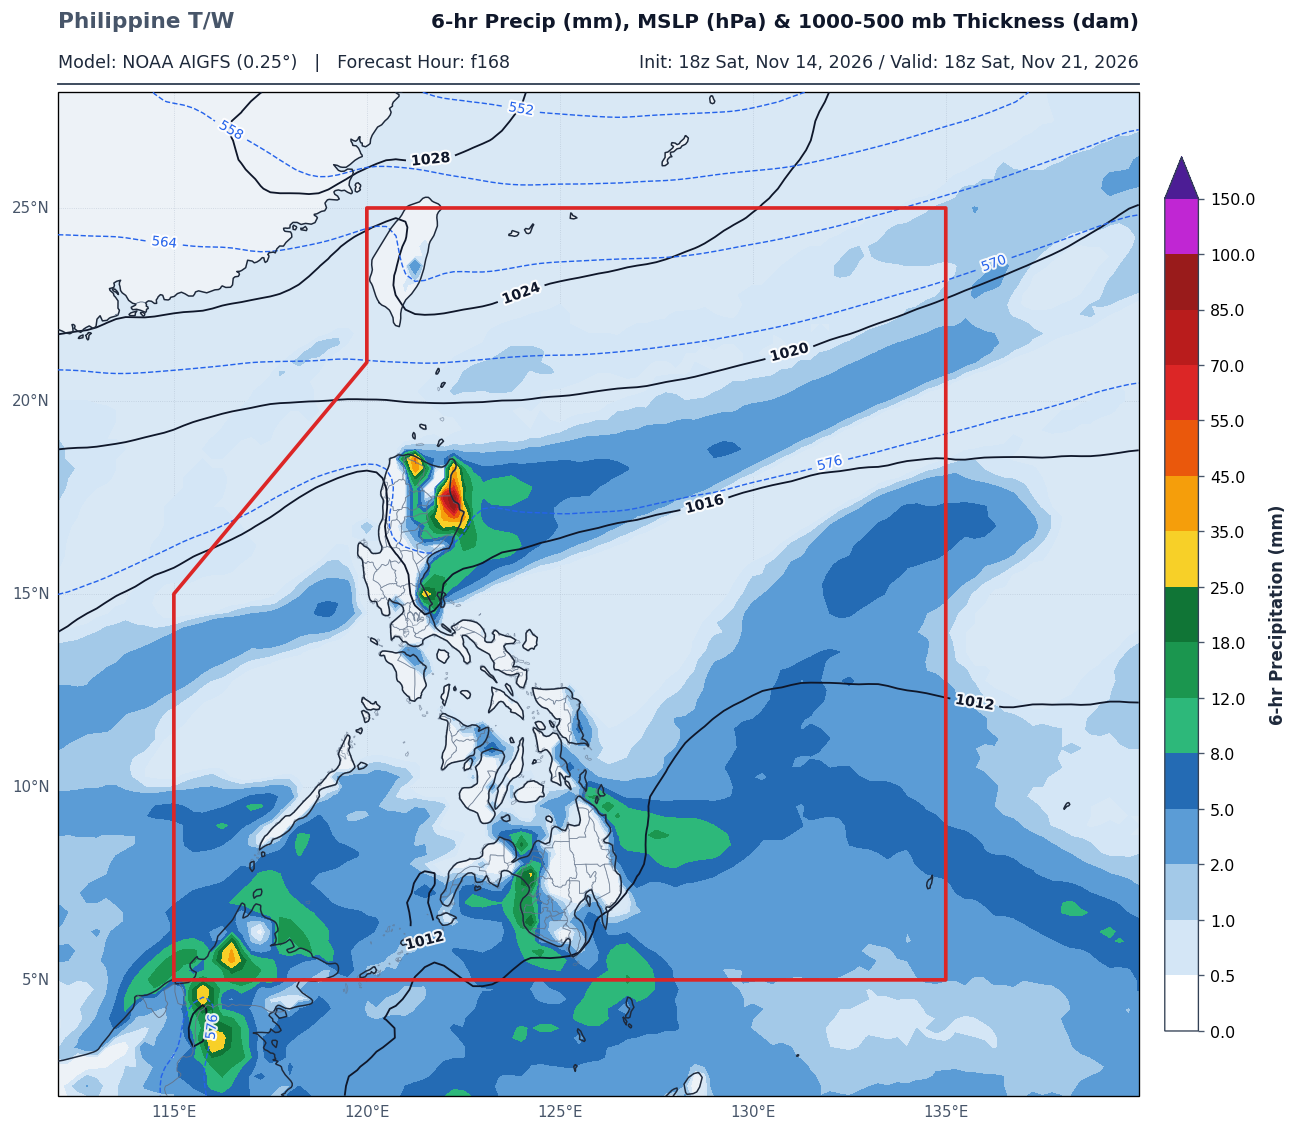 Philippine T/W
6-hr Precip (mm), MSLP (hPa) & 1000-500 mb Thickness (dam)
Model: NOAA AIGFS (0.25°) | Forecast Hour: f168
Init: 18z Sat, Nov 14, 2026 / Valid: 18z Sat, Nov 21, 2026
552
558
1028
564
1024
570
1020
576
1016
1012
1012
576
25°N
20°N
15°N
10°N
5°N
115°E
120°E
125°E
130°E
135°E
150.0
100.0
85.0
70.0
55.0
45.0
35.0
25.0
18.0
12.0
8.0
5.0
2.0
1.0
0.5
0.0
6-hr Precipitation (mm)